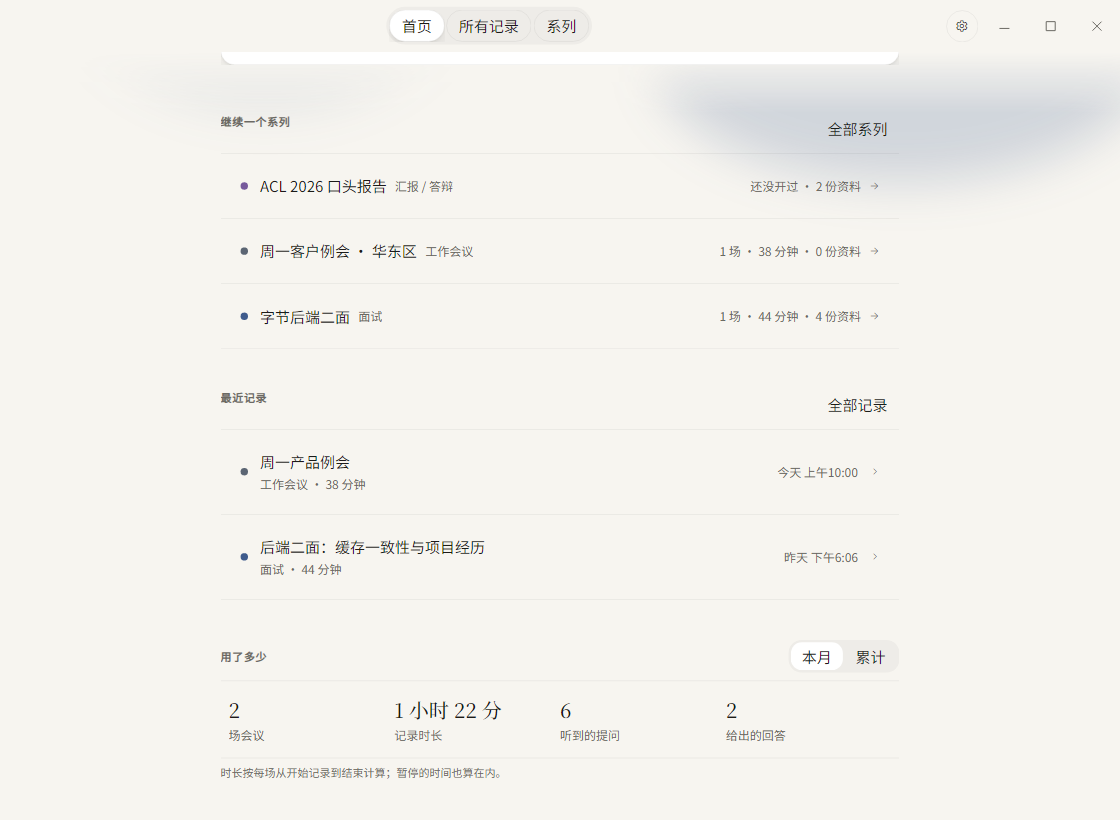 首页 所有记录 系列
继续一个系列 全部系列
ACL 2026 口头报告 汇报 / 答辩 还没开过 · 2 份资料 →
周一客户例会 · 华东区 工作会议 1 场 · 38 分钟 · 0 份资料 →
字节后端二面 面试 1 场 · 44 分钟 · 4 份资料 →
最近记录 全部记录
周一产品例会
工作会议 · 38 分钟 今天 上午10:00
后端二面：缓存一致性与项目经历
面试 · 44 分钟 昨天 下午6:06
用了多少 本月 累计
2 1 小时 22 分 6 2
场会议 记录时长 听到的提问 给出的回答
时长按每场从开始记录到结束计算；暂停的时间也算在内。